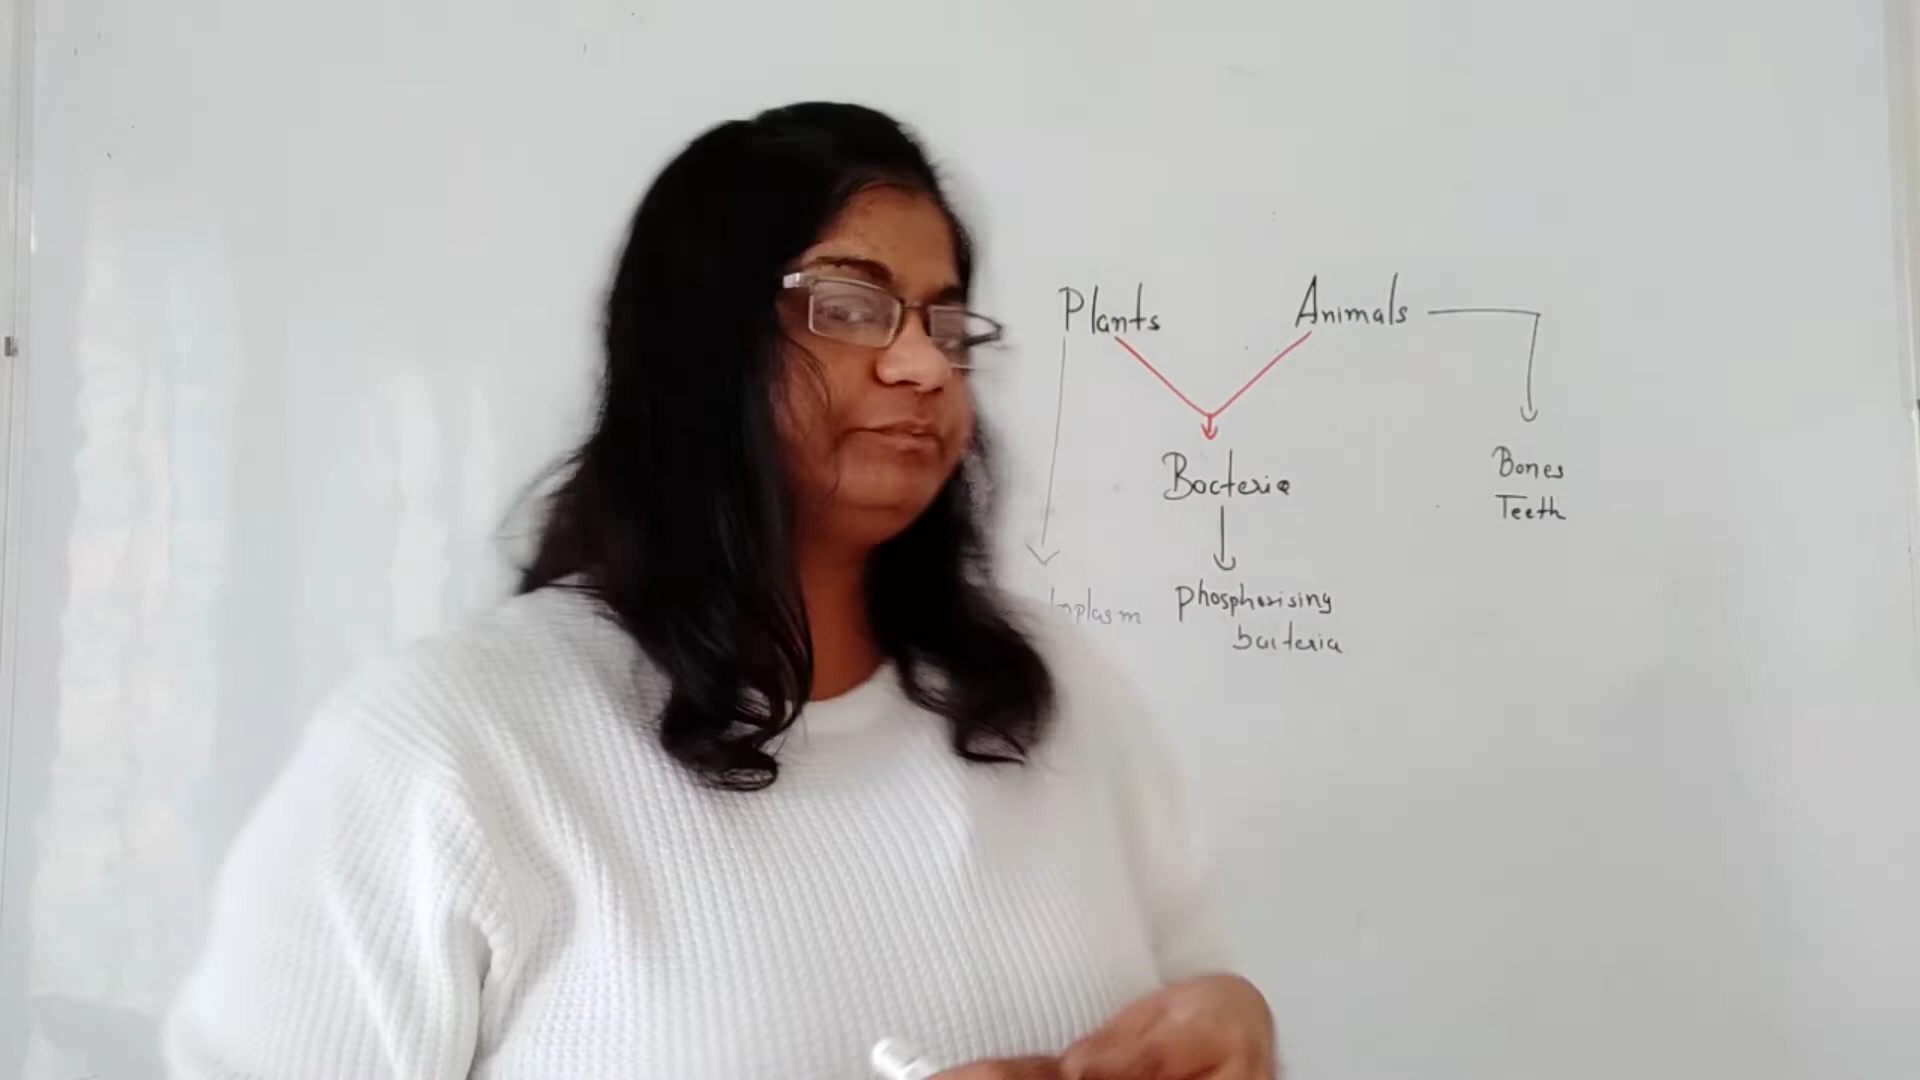 Plants Animals
Bacteria
Bones
Teeth
Phosphorising
bacteria